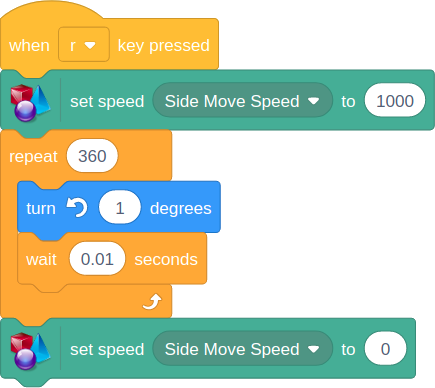 when r key pressed
set speed Side Move Speed to 1000
repeat 360
turn 1 degrees
wait 0.01 seconds
set speed Side Move Speed to 0